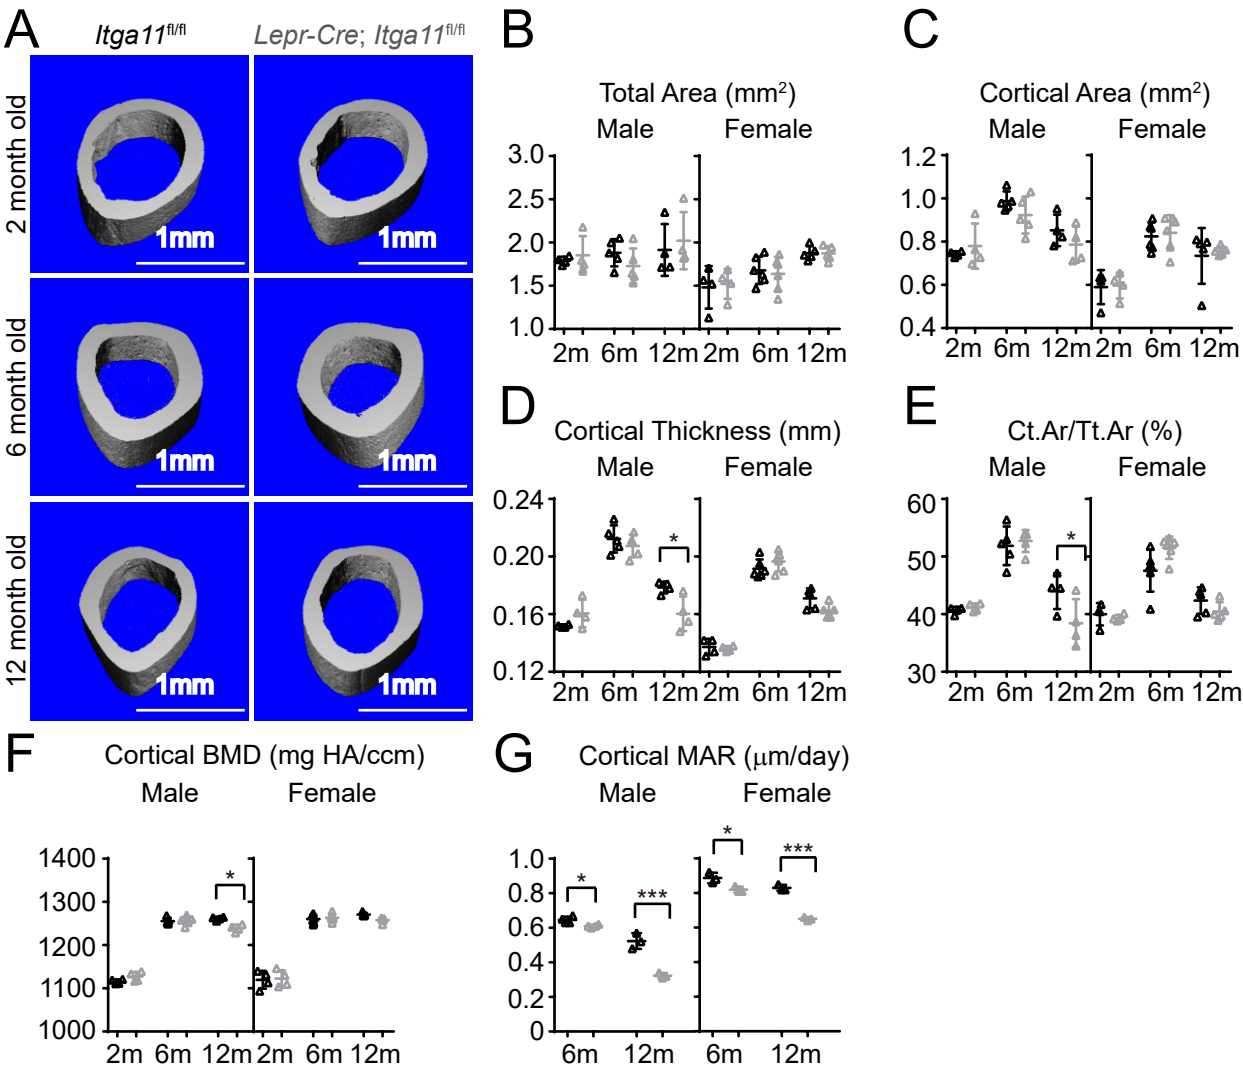 A
Itga11fl/fl
Lepr-Cre; Itga11fl/fl
2 month old
1mm
1mm
6 month old
1mm
1mm
12 month old
1mm
1mm
B
Total Area (mm2)
Male
Female
3.0
2.5
2.0
1.5
1.0
2m 6m 12m 2m 6m 12m
C
Cortical Area (mm2)
Male
Female
1.2
1.0
0.8
0.6
0.4
2m 6m 12m 2m 6m 12m
D
Cortical Thickness (mm)
Male
Female
0.24
0.20
0.16
0.12
*
2m 6m 12m 2m 6m 12m
E
Ct.Ar/Tt.Ar (%)
Male
Female
60
50
40
30
*
2m 6m 12m 2m 6m 12m
F
Cortical BMD (mg HA/ccm)
Male
Female
1400
1300
1200
1100
1000
*
2m 6m 12m 2m 6m 12m
G
Cortical MAR (μm/day)
Male
Female
1.0
0.8
0.6
0.4
0.2
0
*
***
*
***
6m 12m 6m 12m